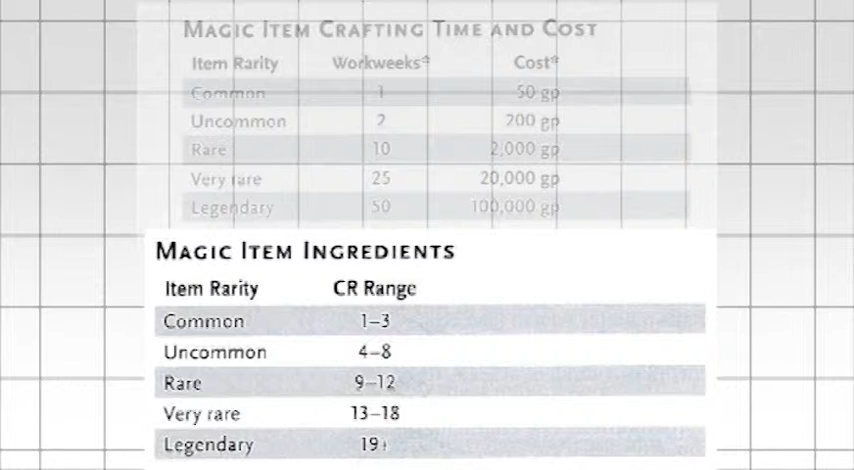 MAGIC ITEM CRAFTING TIME AND COST
Item Rarity Workweeks* Cost*
Common 1 50 gp
Uncommon 2 200 gp
Rare 10 2,000 gp
Very rare 25 20,000 gp
Legendary 50 100,000 gp
MAGIC ITEM INGREDIENTS
Item Rarity CR Range
Common 1–3
Uncommon 4–8
Rare 9–12
Very rare 13–18
Legendary 19+